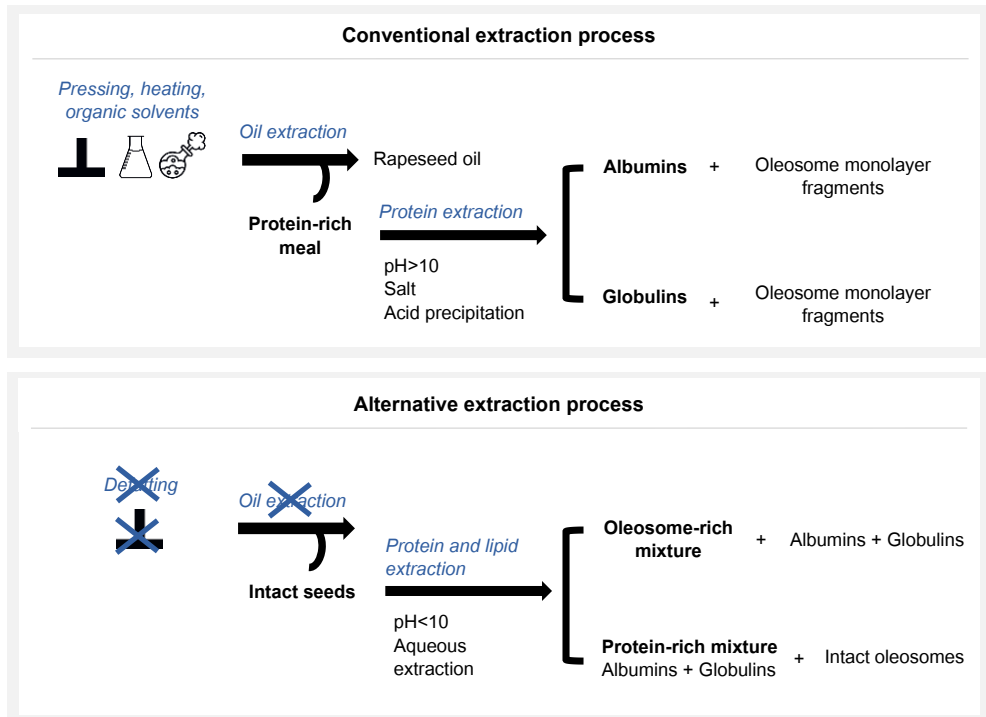 Conventional extraction process
Pressing, heating,
organic solvents
Oil extraction
Rapeseed oil
Protein-rich
meal
Protein extraction
pH>10
Salt
Acid precipitation
Albumins + Oleosome monolayer
fragments
Globulins + Oleosome monolayer
fragments
Alternative extraction process
Defatting
Oil extraction
Intact seeds
Protein and lipid
extraction
pH<10
Aqueous
extraction
Oleosome-rich
mixture + Albumins + Globulins
Protein-rich mixture
Albumins + Globulins + Intact oleosomes